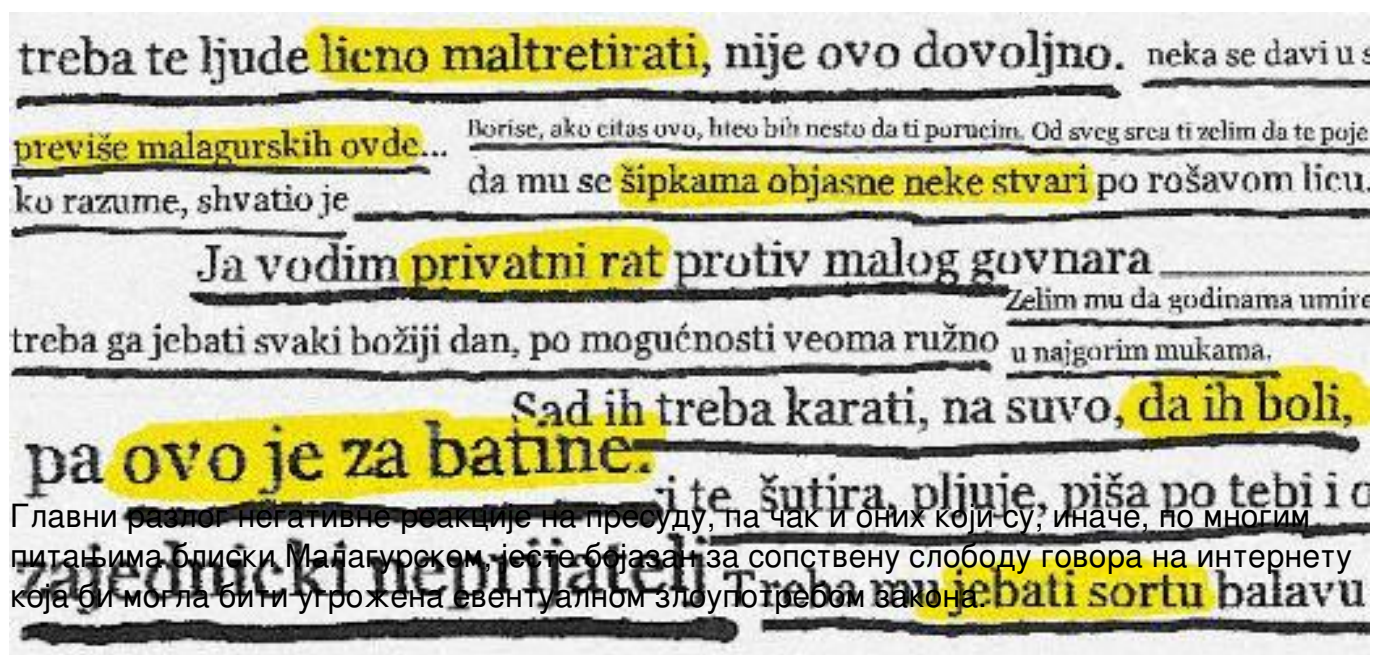 treba te ljude licno maltretirati, nije ovo dovoljno.
neka se davi u s
previše malagurskih ovde...
ko razume, shvatio je
Borise, ako citas ovo, hteo bih nesto da ti porucim. Od sveg srca ti zelim da te poje
da mu se šipkama objasne neke stvari po rošavom licu.
Ja vodim privatni rat protiv malog govnara
Zelim mu da godinama umire
u najgorim mukama.
treba ga jebati svaki božiji dan, po mogućnosti veoma ružno
Sad ih treba karati, na suvo, da ih boli,
pa ovo je za batine.
i te šutira, pljuje, piša po tebi i o
zajednicki neprijatelj
Treba mu jebati sortu balavu
Главни разлог негативне реакције на пресуду, па чак и оних који су, иначе, по многим
питањима блиски Малагурском, јесте бојазан за сопствену слободу говора на интернету
која би могла бити угрожена евентуалном злоупотребом закона.